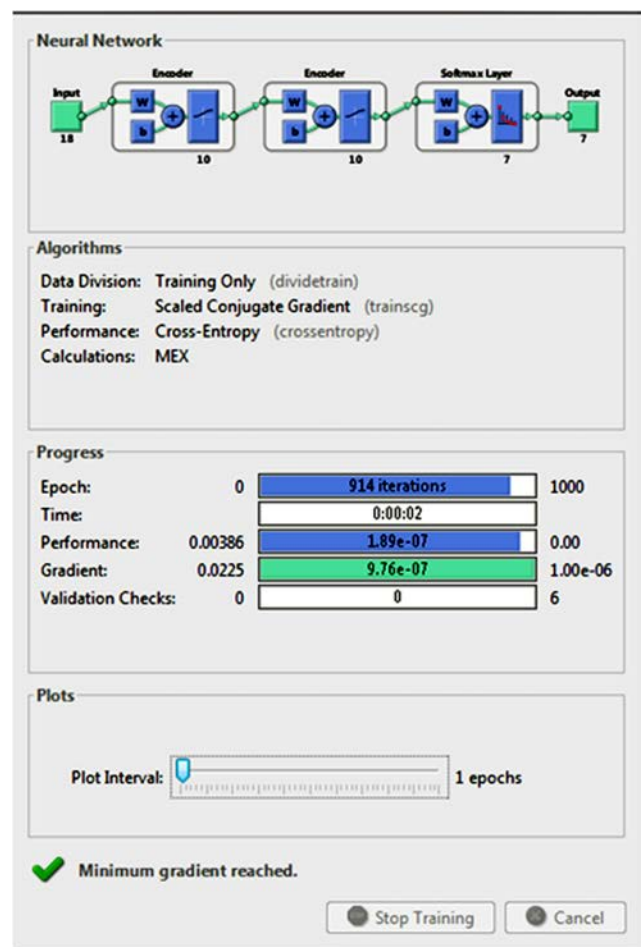 Neural Network
Encoder Encoder Softmax Layer
Input Output
W W W
+ + +
b b b
18 10 10 7 7
Algorithms
Data Division: Training Only (dividetrain)
Training: Scaled Conjugate Gradient (trainscg)
Performance: Cross-Entropy (crossentropy)
Calculations: MEX
Progress
Epoch: 0 914 iterations 1000
Time: 0:00:02
Performance: 0.00386 1.89e-07 0.00
Gradient: 0.0225 9.76e-07 1.00e-06
Validation Checks: 0 0 6
Plots
Plot Interval: 1 epochs
Minimum gradient reached.
Stop Training Cancel